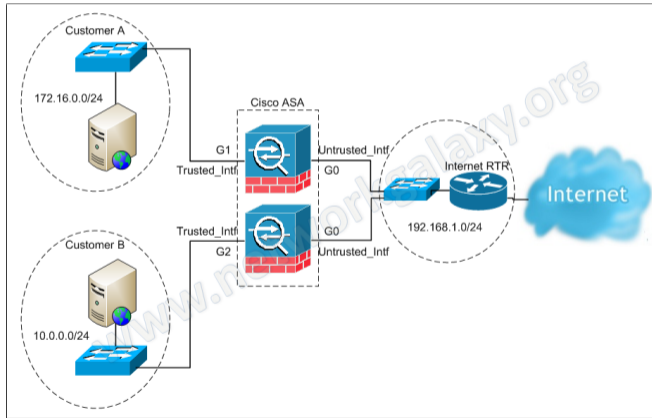 Customer A
172.16.0.0/24
Cisco ASA
G1
Trusted_Intf
Untrusted_Intf
G0
Internet RTR
Internet
192.168.1.0/24
Customer B
10.0.0.0/24
Trusted_Intf
G2
G0
Untrusted_Intf
www.networkgalaxy.org